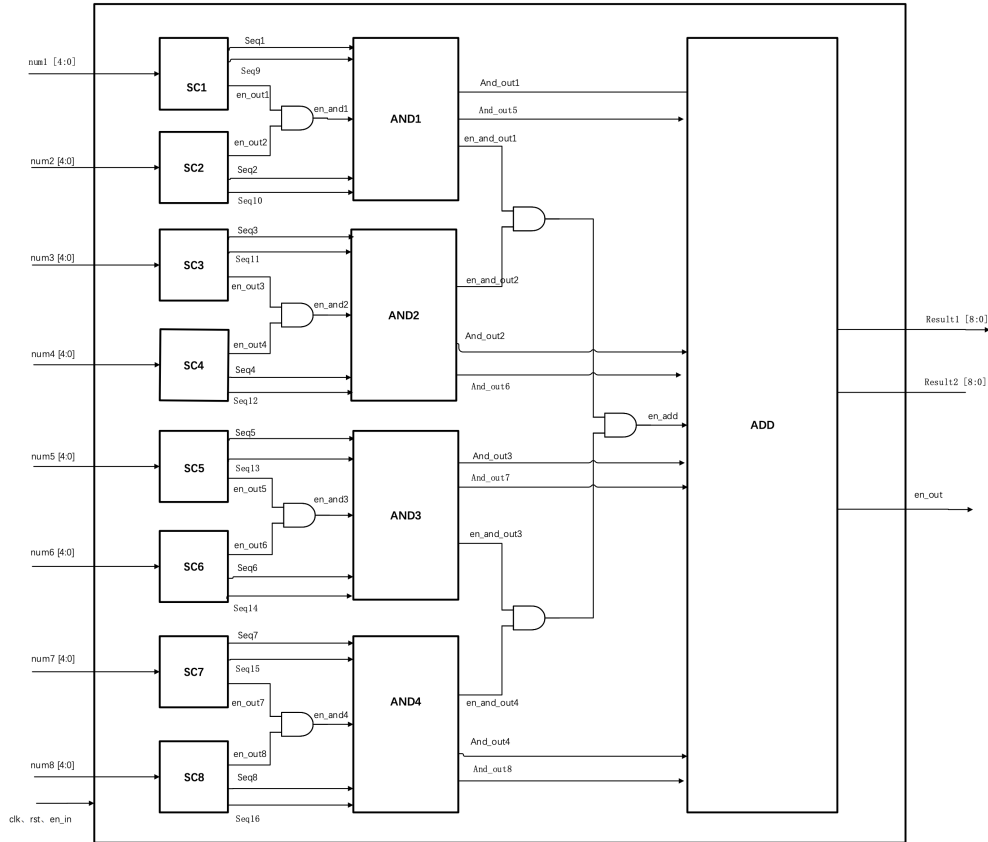 num1 [4:0]
SC1
Seq1
Seq9
en_out1
en_and1
AND1
And_out1
And_out5
en_and_out1
num2 [4:0]
SC2
en_out2
Seq2
Seq10
num3 [4:0]
SC3
Seq3
Seq11
en_out3
en_and2
AND2
en_and_out2
And_out2
And_out6
num4 [4:0]
SC4
en_out4
Seq4
Seq12
Result1 [8:0]
Result2 [8:0]
en_add
ADD
en_out
num5 [4:0]
SC5
Seq5
Seq13
en_out5
en_and3
AND3
And_out3
And_out7
en_and_out3
num6 [4:0]
SC6
en_out6
Seq6
Seq14
num7 [4:0]
SC7
Seq7
Seq15
en_out7
en_and4
AND4
en_and_out4
And_out4
And_out8
num8 [4:0]
SC8
en_out8
Seq8
Seq16
clk、rst、en_in